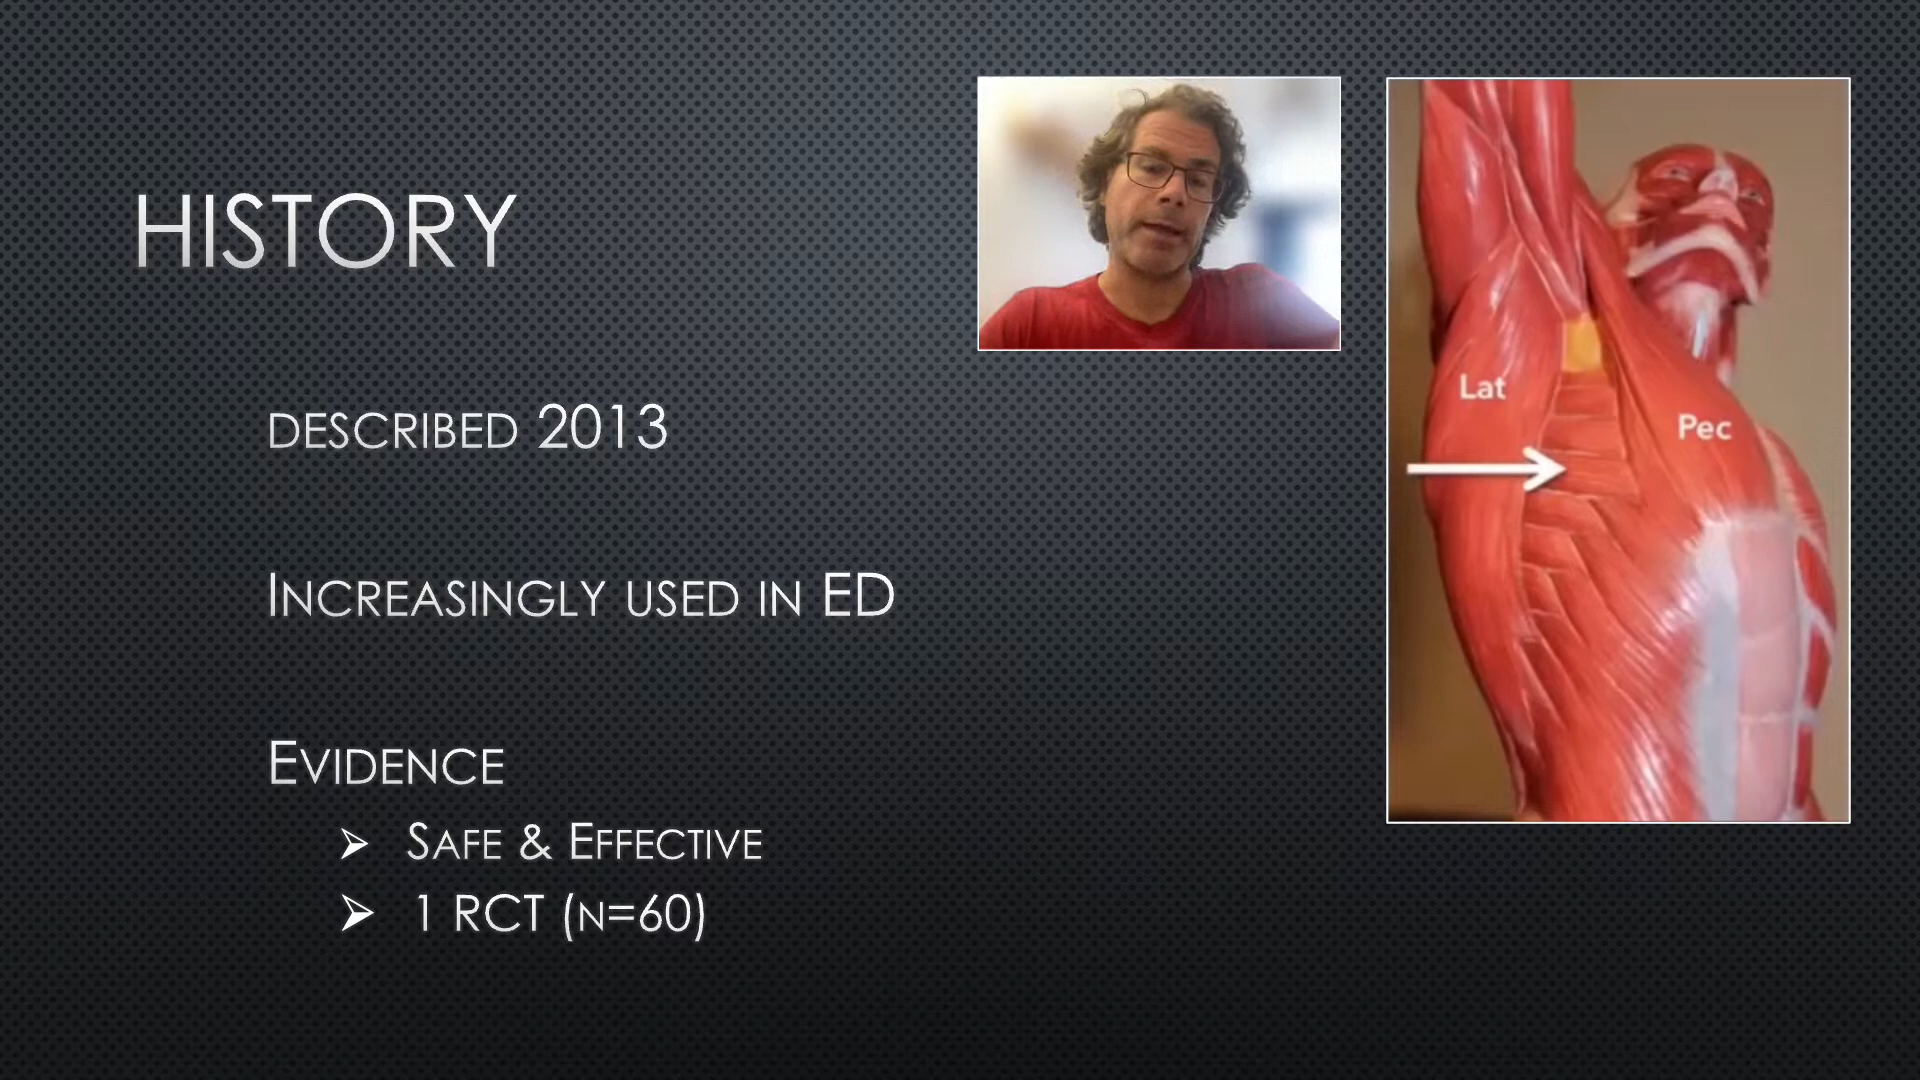 HISTORY
DESCRIBED 2013
INCREASINGLY USED IN ED
EVIDENCE
➢ SAFE & EFFECTIVE
➢ 1 RCT (N=60)
Lat
Pec